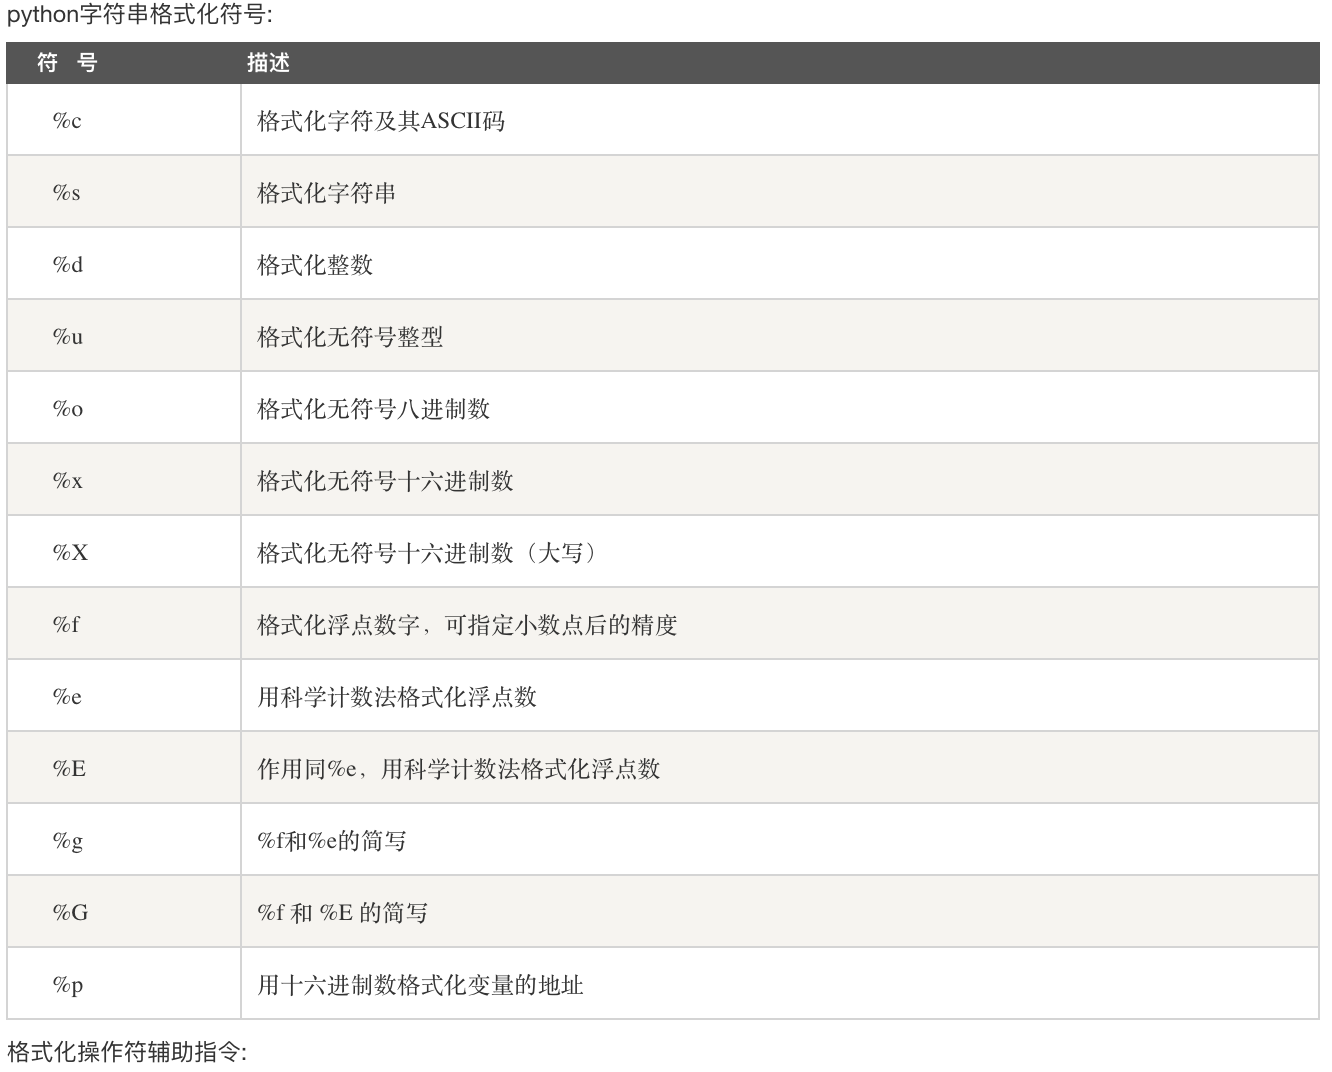 python字符串格式化符号:
符 号 描述
%c 格式化字符及其ASCII码
%s 格式化字符串
%d 格式化整数
%u 格式化无符号整型
%o 格式化无符号八进制数
%x 格式化无符号十六进制数
%X 格式化无符号十六进制数（大写）
%f 格式化浮点数字，可指定小数点后的精度
%e 用科学计数法格式化浮点数
%E 作用同%e，用科学计数法格式化浮点数
%g %f和%e的简写
%G %f 和 %E 的简写
%p 用十六进制数格式化变量的地址
格式化操作符辅助指令: